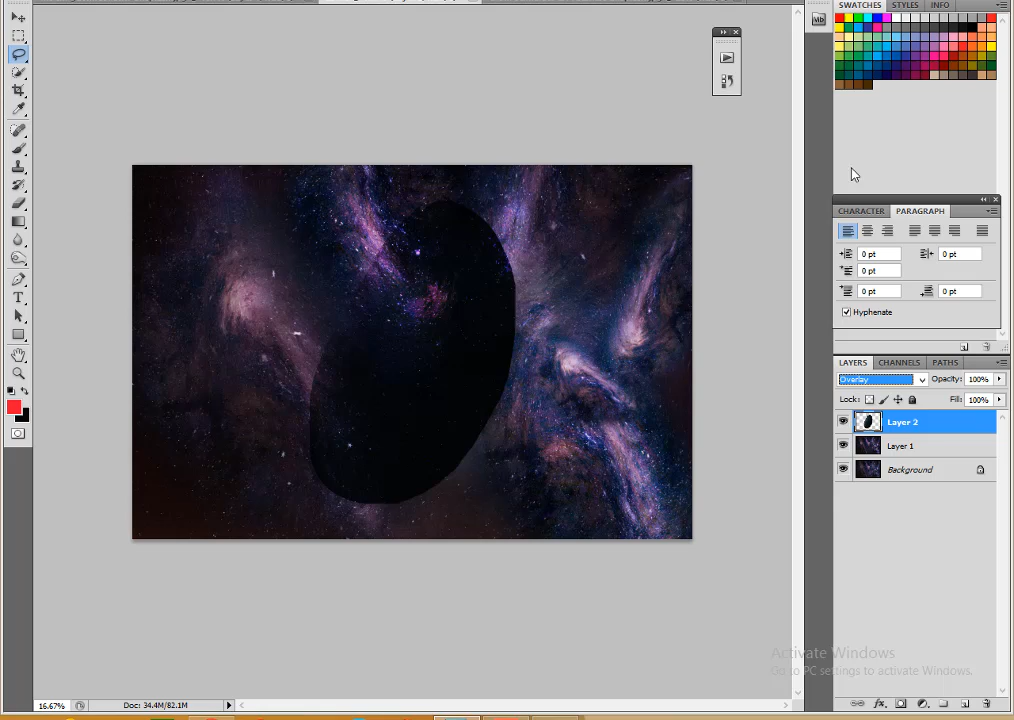 SWATCHES STYLES INFO
Mb
CHARACTER PARAGRAPH
0 pt 0 pt
0 pt
0 pt 0 pt
Hyphenate
LAYERS CHANNELS PATHS
Overlay Opacity: 100%
Lock: Fill: 100%
Layer 2
Layer 1
Background
Activate Windows
Go to PC settings to activate Windows.
16.67% Doc: 34.4M/82.1M